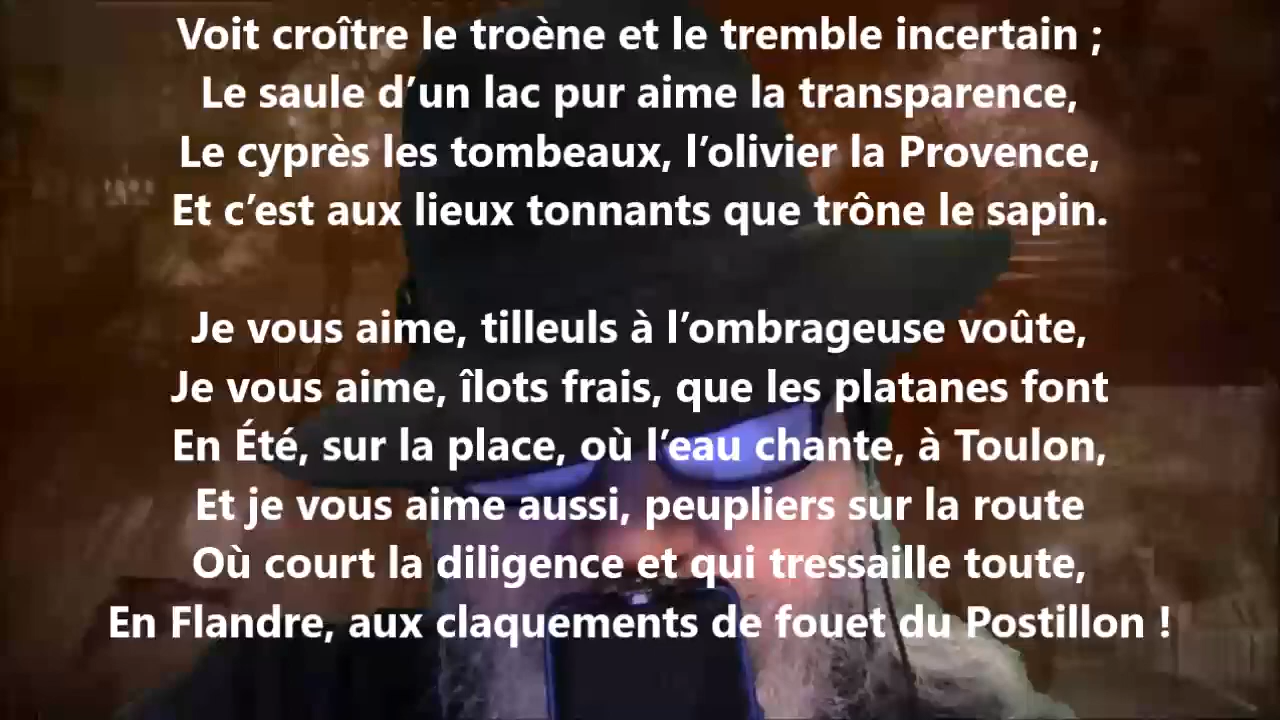 Voit croître le troène et le tremble incertain ;
Le saule d’un lac pur aime la transparence,
Le cyprès les tombeaux, l’olivier la Provence,
Et c’est aux lieux tonnants que trône le sapin.
Je vous aime, tilleuls à l’ombrageuse voûte,
Je vous aime, îlots frais, que les platanes font
En Été, sur la place, où l’eau chante, à Toulon,
Et je vous aime aussi, peupliers sur la route
Où court la diligence et qui tressaille toute,
En Flandre, aux claquements de fouet du Postillon !